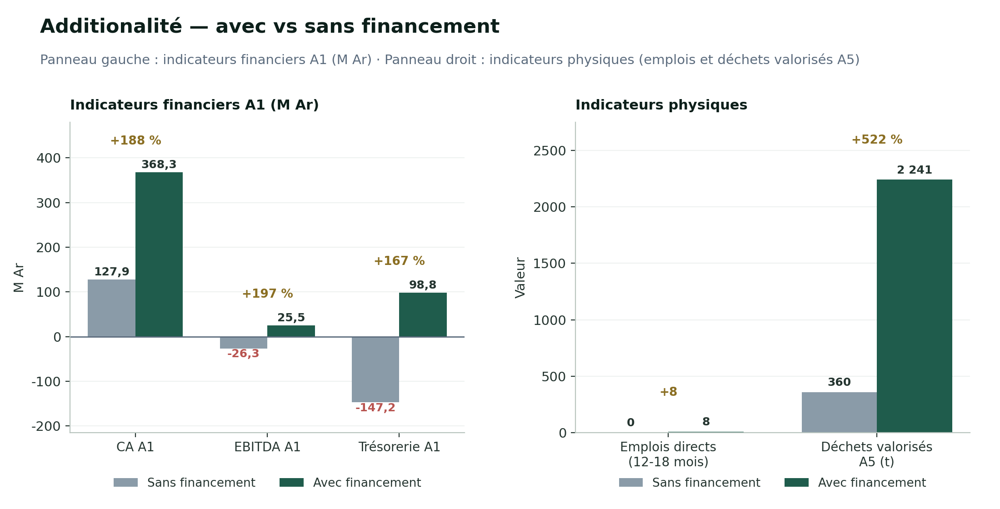 Additionalité — avec vs sans financement
Panneau gauche : indicateurs financiers A1 (M Ar) · Panneau droit : indicateurs physiques (emplois et déchets valorisés A5)
Indicateurs financiers A1 (M Ar)
+188 %
400
368,3
300
200
+167 %
127,9
98,8
100
+197 %
25,5
0
-26,3
-100
-147,2
-200
M Ar
CA A1
EBITDA A1
Trésorerie A1
Sans financement
Avec financement
Indicateurs physiques
+522 %
2500
2 241
2000
1500
1000
500
360
+8
0
8
0
Valeur
Emplois directs
(12-18 mois)
Déchets valorisés
A5 (t)
Sans financement
Avec financement